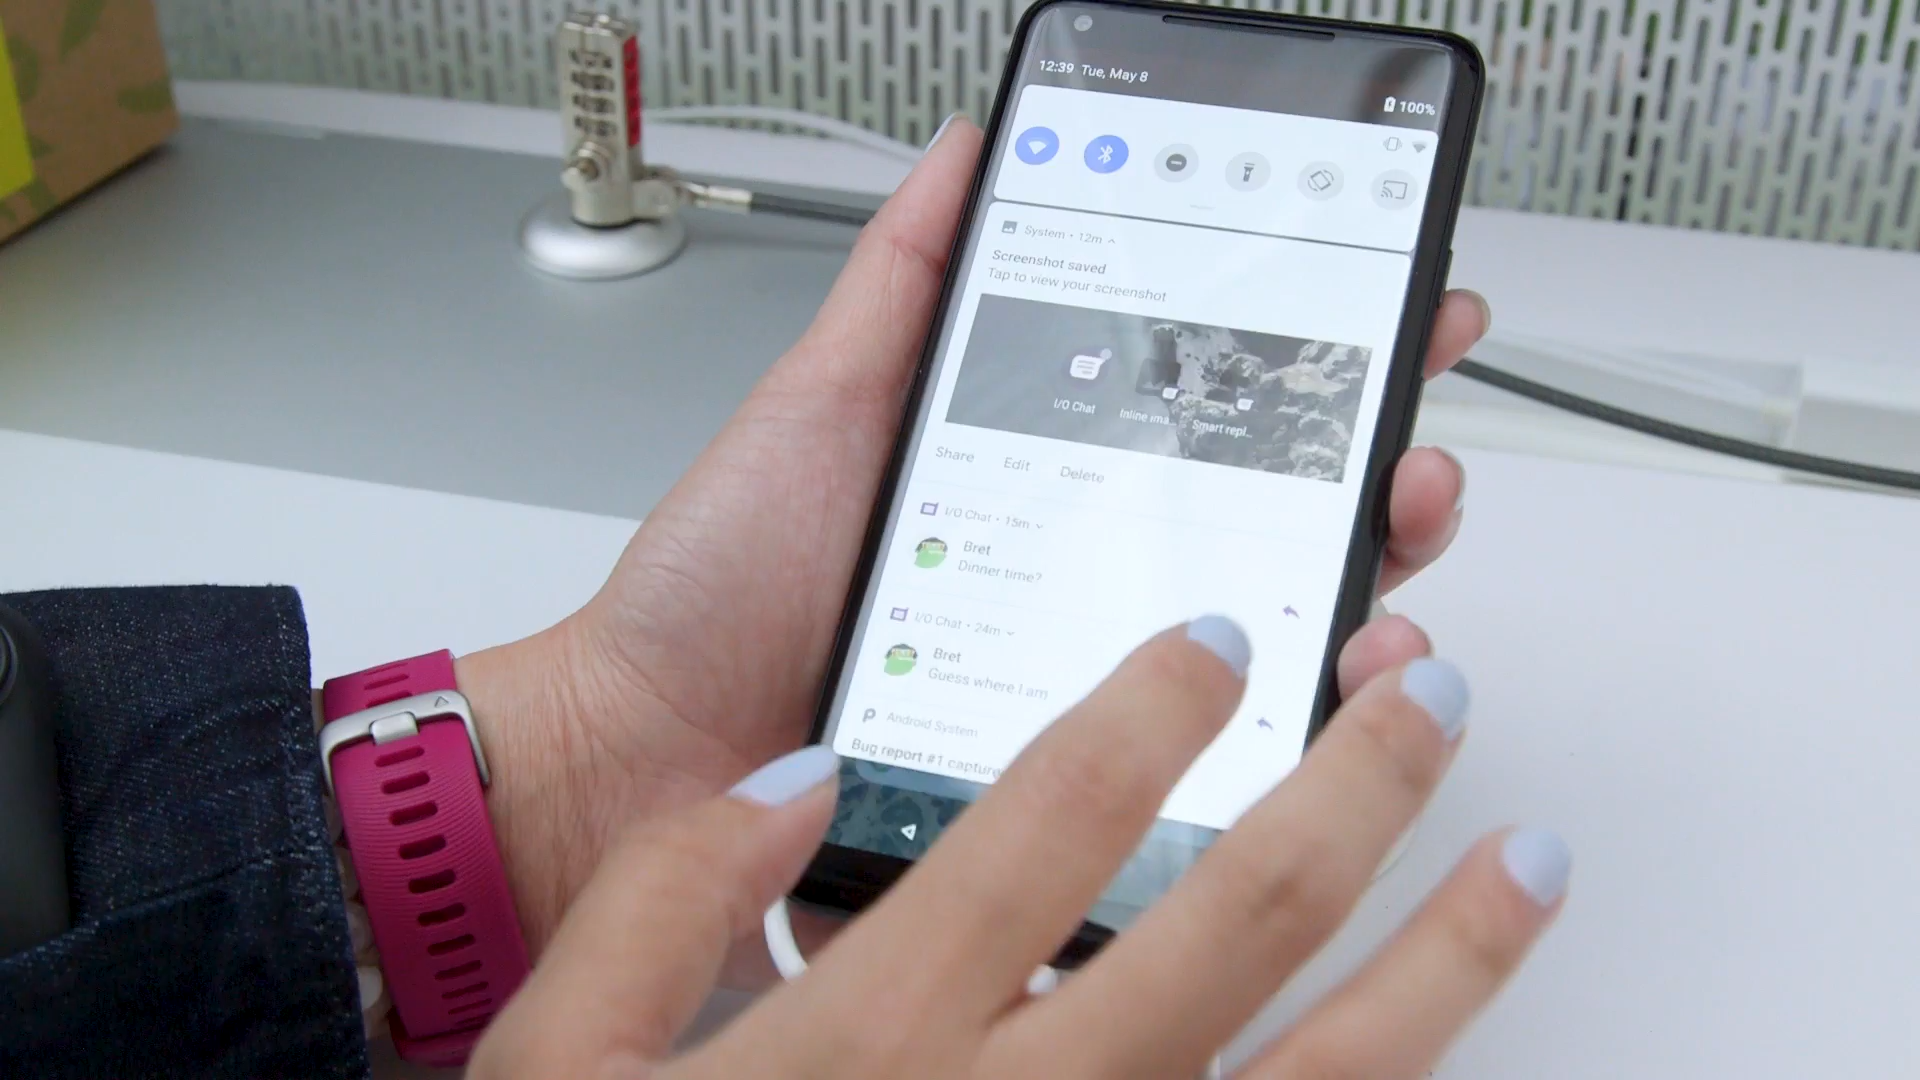 12:39 Tue, May 8
100%
System • 12m
Screenshot saved
Tap to view your screenshot
I/O Chat
Inline ima...
Smart repl...
Share Edit Delete
I/O Chat • 15m
Bret
Dinner time?
I/O Chat • 24m
Bret
Guess where I am
Android System
Bug report #1 capture